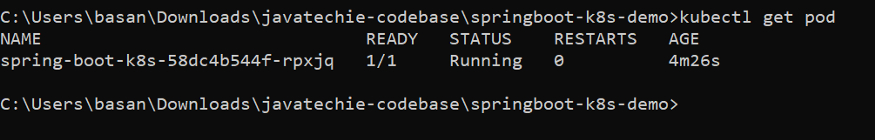 C:\Users\basan\Downloads\javatechie-codebase\springboot-k8s-demo>kubectl get pod
NAME READY STATUS RESTARTS AGE
spring-boot-k8s-58dc4b544f-rpxjq 1/1 Running 0 4m26s
C:\Users\basan\Downloads\javatechie-codebase\springboot-k8s-demo>